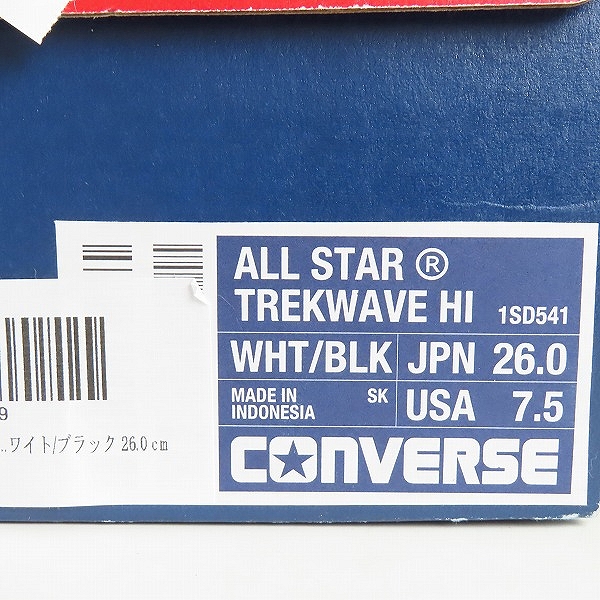 ALL STAR ®
TREKWAVE HI 1SD541
WHT/BLK JPN 26.0
MADE IN INDONESIA SK USA 7.5
CONVERSE
9
...ワイト/ブラック 26.0cm